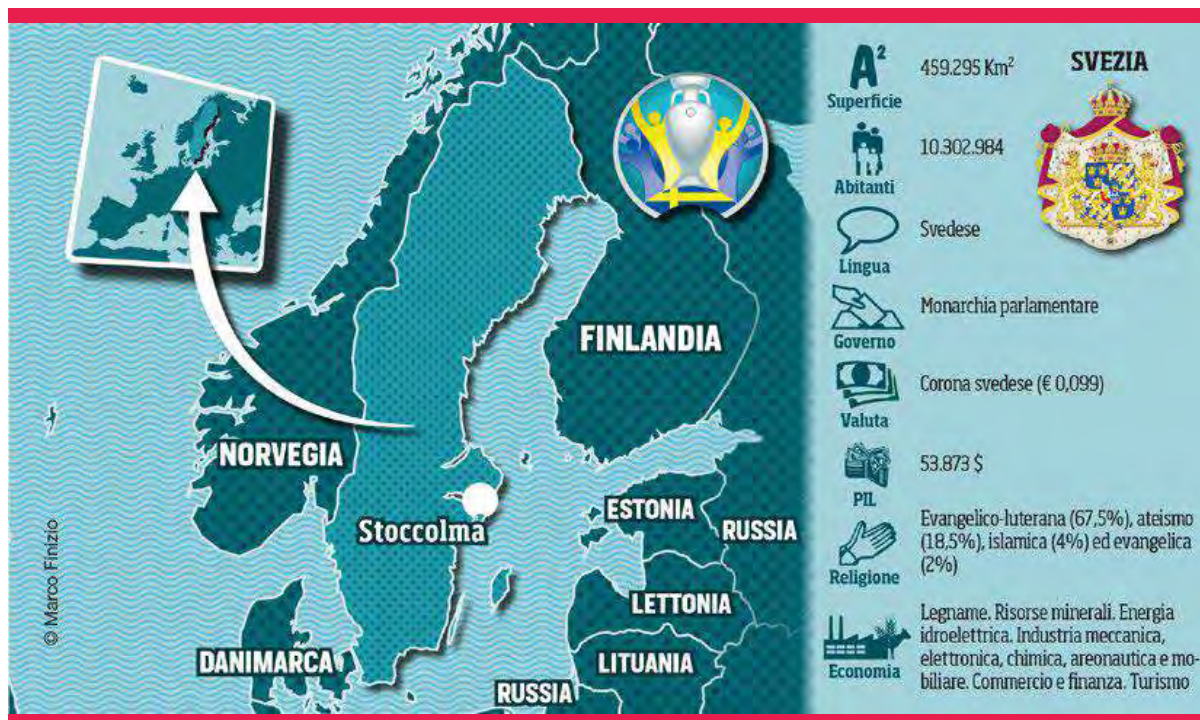 SVEZIA
A²
Superficie
459.295 Km²
Abitanti
10.302.984
Lingua
Svedese
Governo
Monarchia parlamentare
Valuta
Corona svedese (€ 0,099)
PIL
53.873 $
Religione
Evangelico-luterana (67,5%), ateismo
(18,5%), islamica (4%) ed evangelica
(2%)
Economia
Legname. Risorse minerali. Energia
idroelettrica. Industria meccanica,
elettronica, chimica, areonautica e mo-
biliare. Commercio e finanza. Turismo
FINLANDIA
NORVEGIA
Stoccolma
ESTONIA
RUSSIA
LETTONIA
DANIMARCA
LITUANIA
RUSSIA
© Marco Finizio